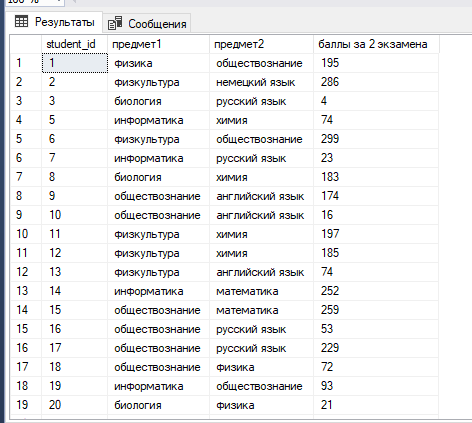 Результаты Сообщения
student_id предмет1 предмет2 баллы за 2 экзамена
1 1 физика обществознание 195
2 2 физкультура немецкий язык 286
3 3 биология русский язык 4
4 5 информатика химия 74
5 6 физкультура обществознание 299
6 7 информатика русский язык 23
7 8 биология химия 183
8 9 обществознание английский язык 174
9 10 обществознание английский язык 16
10 11 физкультура химия 197
11 12 физкультура химия 185
12 13 физкультура английский язык 74
13 14 информатика математика 252
14 15 обществознание математика 259
15 16 обществознание русский язык 53
16 17 обществознание русский язык 229
17 18 обществознание физика 72
18 19 информатика обществознание 93
19 20 биология физика 21